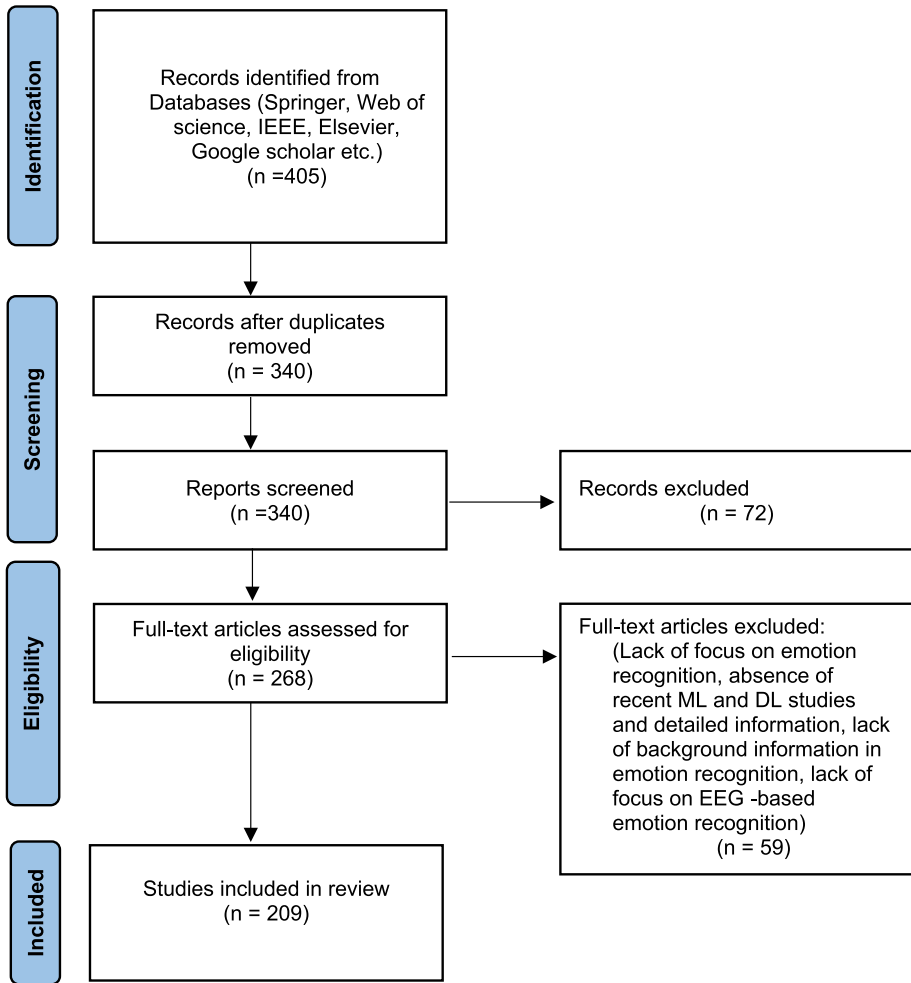 Identification
Records identified from
Databases (Springer, Web of
science, IEEE, Elsevier,
Google scholar etc.)
(n =405)
Screening
Records after duplicates
removed
(n = 340)
Reports screened
(n =340)
Records excluded
(n = 72)
Eligibility
Full-text articles assessed for
eligibility
(n = 268)
Full-text articles excluded:
(Lack of focus on emotion
recognition, absence of
recent ML and DL studies
and detailed information, lack
of background information in
emotion recognition, lack of
focus on EEG -based
emotion recognition)
(n = 59)
Included
Studies included in review
(n = 209)